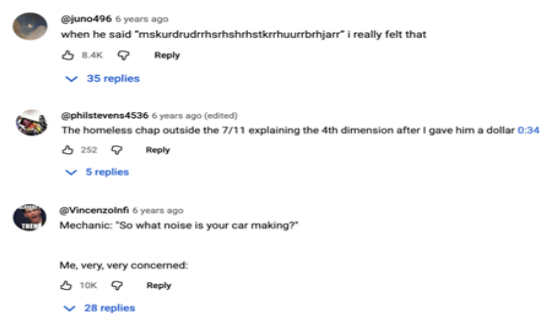 @juno496 6 years ago
when he said “mskurdrudrrhsrhshrhstkrrhuurrbrhjarr“ i really felt that
8.4K Reply
35 replies
@philstevens4536 6 years ago (edited)
The homeless chap outside the 7/11 explaining the 4th dimension after I gave him a dollar 0:34
252 Reply
5 replies
@VincenzoInfi 6 years ago
Mechanic: "So what noise is your car making?"
Me, very, very concerned:
10K Reply
28 replies